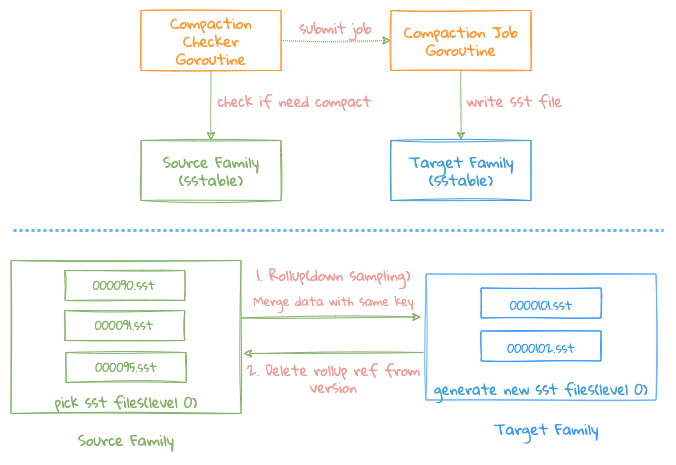 Compaction
Checker
Goroutine
submit job
Compaction Job
Goroutine
check if need compact
write sst file
Source Family
(sstable)
Target Family
(sstable)
000090.sst
000091.sst
000095.sst
pick sst files(level 0)
Source Family
1. Rollup(down sampling)
Merge data with same key
2. Delete rollup ref from
version
0000101.sst
0000102.sst
generate new sst files(level 0)
Target Family